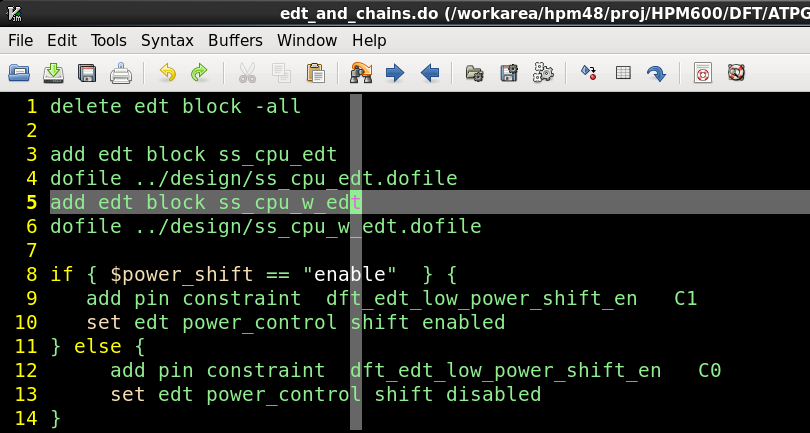 edt_and_chains.do (/workarea/hpm48/proj/HPM600/DFT/ATPG
File Edit Tools Syntax Buffers Window Help
1 delete edt block -all
2
3 add edt block ss_cpu_edt
4 dofile ../design/ss_cpu_edt.dofile
5 add edt block ss_cpu_w_edt
6 dofile ../design/ss_cpu_w_edt.dofile
7
8 if { $power_shift == "enable"  } {
9    add pin constraint  dft_edt_low_power_shift_en   C1
10    set edt power_control shift enabled
11 } else {
12      add pin constraint  dft_edt_low_power_shift_en   C0
13      set edt power_control shift disabled
14 }